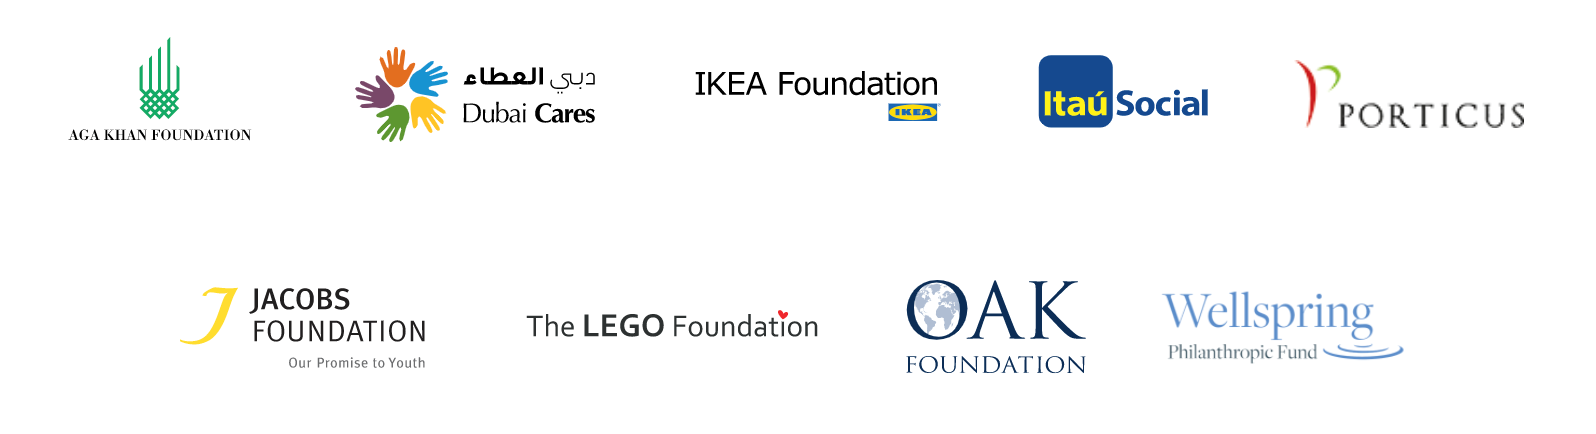 AGA KHAN FOUNDATION
دبي العطاء
Dubai Cares
IKEA Foundation
IKEA
Itaú Social
PORTICUS
JACOBS
FOUNDATION
Our Promise to Youth
The LEGO Foundation
OAK
FOUNDATION
Wellspring
Philanthropic Fund